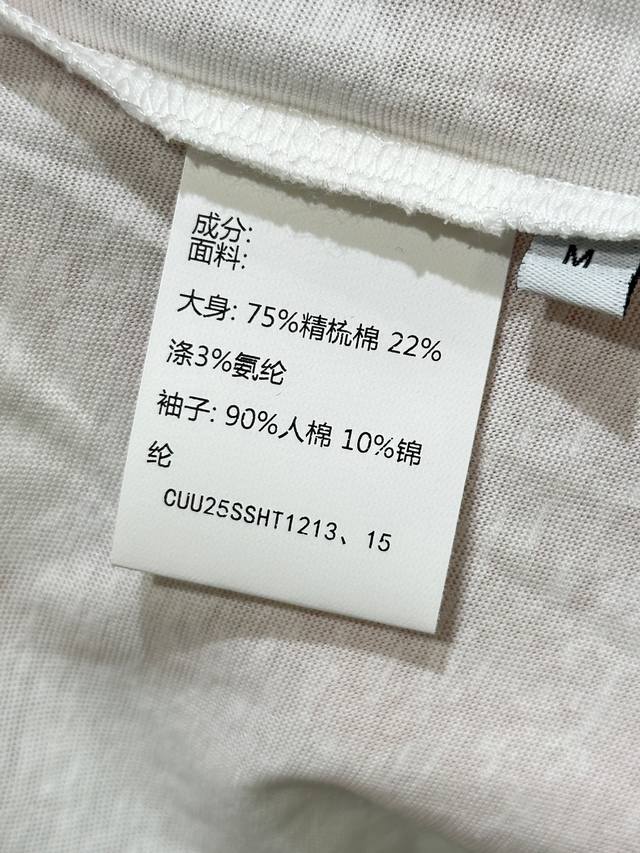 成分:
面料:
大身: 75%精梳棉 22%
涤3%氨纶
袖子: 90%人棉 10%锦
纶
CUU25SSHT1213、15
M